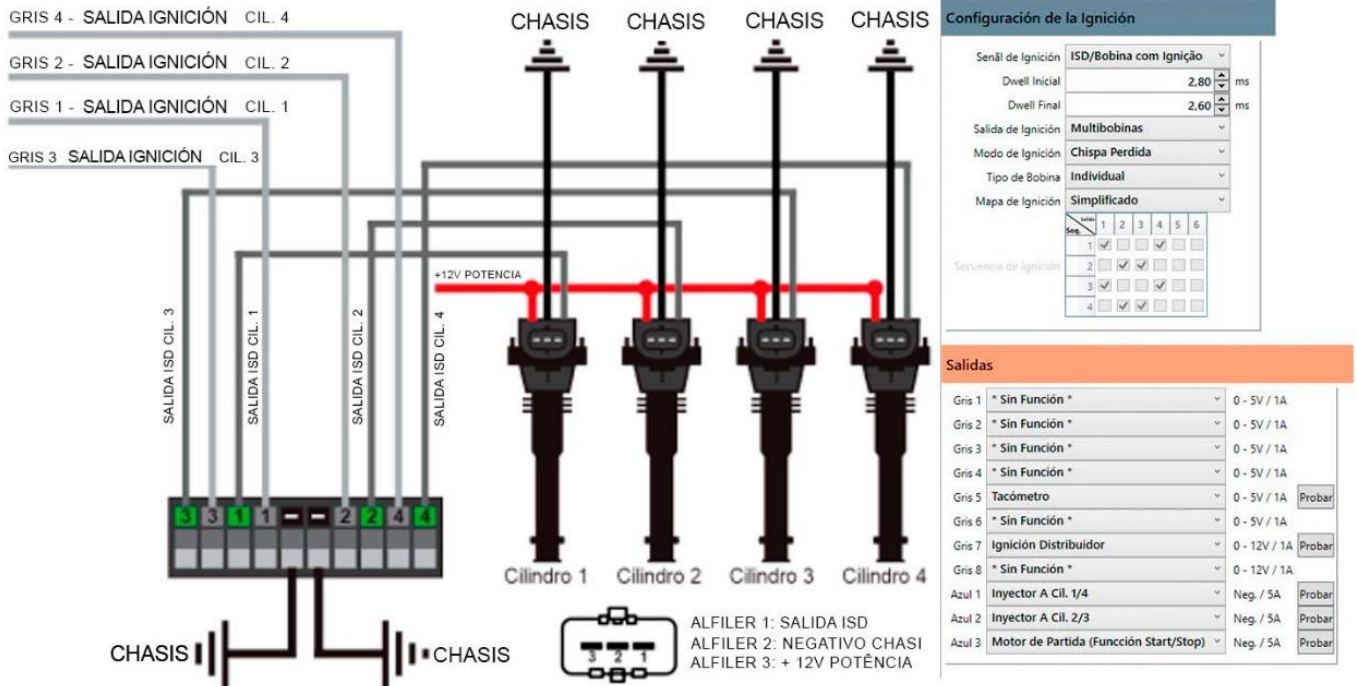 GRIS 4 - SALIDA IGNICIÓN CIL. 4
GRIS 2 - SALIDA IGNICIÓN CIL. 2
GRIS 1 - SALIDA IGNICIÓN CIL. 1
GRIS 3 SALIDA IGNICIÓN CIL. 3
CHASIS CHASIS CHASIS CHASIS
+12V POTENCIA
SALIDA ISD CIL. 3
SALIDA ISD CIL. 1
SALIDA ISD CIL. 2
SALIDA ISD CIL. 4
3 3 1 1 - - 2 2 4 4
CHASIS
CHASIS
Cilindro 1 Cilindro 2 Cilindro 3 Cilindro 4
3 2 1
ALFILER 1: SALIDA ISD
ALFILER 2: NEGATIVO CHASI
ALFILER 3: + 12V POTÊNCIA
Configuración de la Ignición
Señãl de Ignición ISD/Bobina com Ignição
Dwell Inicial 2,80 ms
Dwell Final 2,60 ms
Salida de Ignición Multibobinas
Modo de Ignición Chispa Perdida
Tipo de Bobina Individual
Mapa de Ignición Simplificado
Seq. 1 2 3 4 5 6
1
Secuencia de Ignición 2
3
4
Salidas
Gris 1 * Sin Función * 0 - 5V / 1A
Gris 2 * Sin Función * 0 - 5V / 1A
Gris 3 * Sin Función * 0 - 5V / 1A
Gris 4 * Sin Función * 0 - 5V / 1A
Gris 5 Tacómetro 0 - 5V / 1A Probar
Gris 6 * Sin Función * 0 - 5V / 1A
Gris 7 Ignición Distribuidor 0 - 12V / 1A Probar
Gris 8 * Sin Función * 0 - 12V / 1A
Azul 1 Inyector A Cil. 1/4 Neg. / 5A Probar
Azul 2 Inyector A Cil. 2/3 Neg. / 5A Probar
Azul 3 Motor de Partida (Funcción Start/Stop) Neg. / 5A Probar